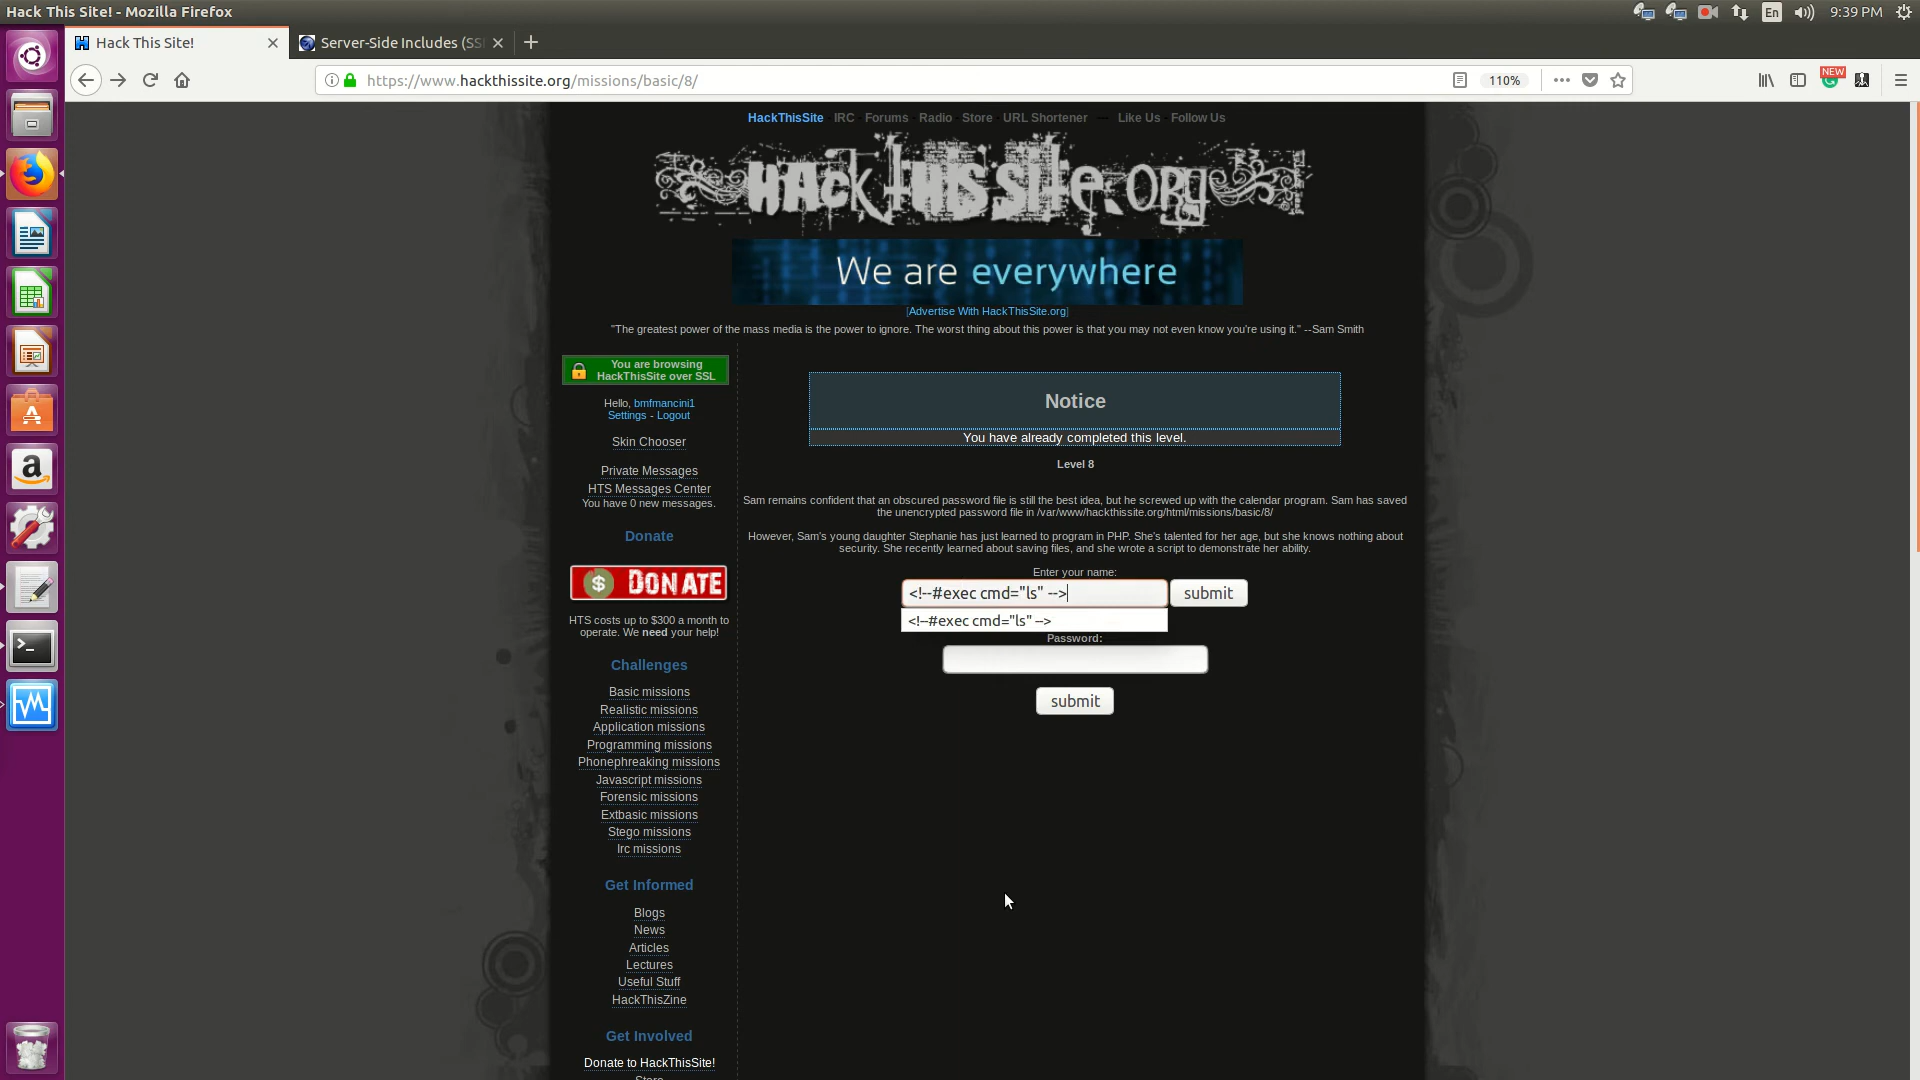 Hack This Site! - Mozilla Firefox
En
9:39 PM
Hack This Site!
Server-Side Includes (SS
https://www.hackthissite.org/missions/basic/8/
110%
NEW
HackThisSite - IRC - Forums - Radio - Store - URL Shortener — Like Us - Follow Us
HAck tHIS SitE.ORG
We are everywhere
[Advertise With HackThisSite.org]
"The greatest power of the mass media is the power to ignore. The worst thing about this power is that you may not even know you're using it." --Sam Smith
You are browsing
HackThisSite over SSL
Hello, bmfmancini1
Settings - Logout
Skin Chooser
Private Messages
HTS Messages Center
You have 0 new messages.
Donate
$ DONATE
HTS costs up to $300 a month to
operate. We need your help!
Challenges
Basic missions
Realistic missions
Application missions
Programming missions
Phonephreaking missions
Javascript missions
Forensic missions
Extbasic missions
Stego missions
Irc missions
Get Informed
Blogs
News
Articles
Lectures
Useful Stuff
HackThisZine
Get Involved
Donate to HackThisSite!
Store
Notice
You have already completed this level.
Level 8
Sam remains confident that an obscured password file is still the best idea, but he screwed up with the calendar program. Sam has saved
the unencrypted password file in /var/www/hackthissite.org/html/missions/basic/8/
However, Sam's young daughter Stephanie has just learned to program in PHP. She's talented for her age, but she knows nothing about
security. She recently learned about saving files, and she wrote a script to demonstrate her ability.
Enter your name:
<!--#exec cmd="ls" -->
submit
<!--#exec cmd="ls" -->
Password:
submit